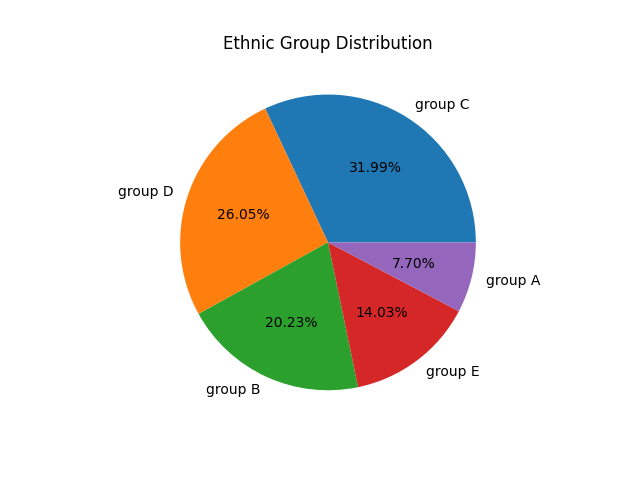 Ethnic Group Distribution
group C
31.99%
group D
26.05%
7.70%
group A
20.23%
14.03%
group E
group B